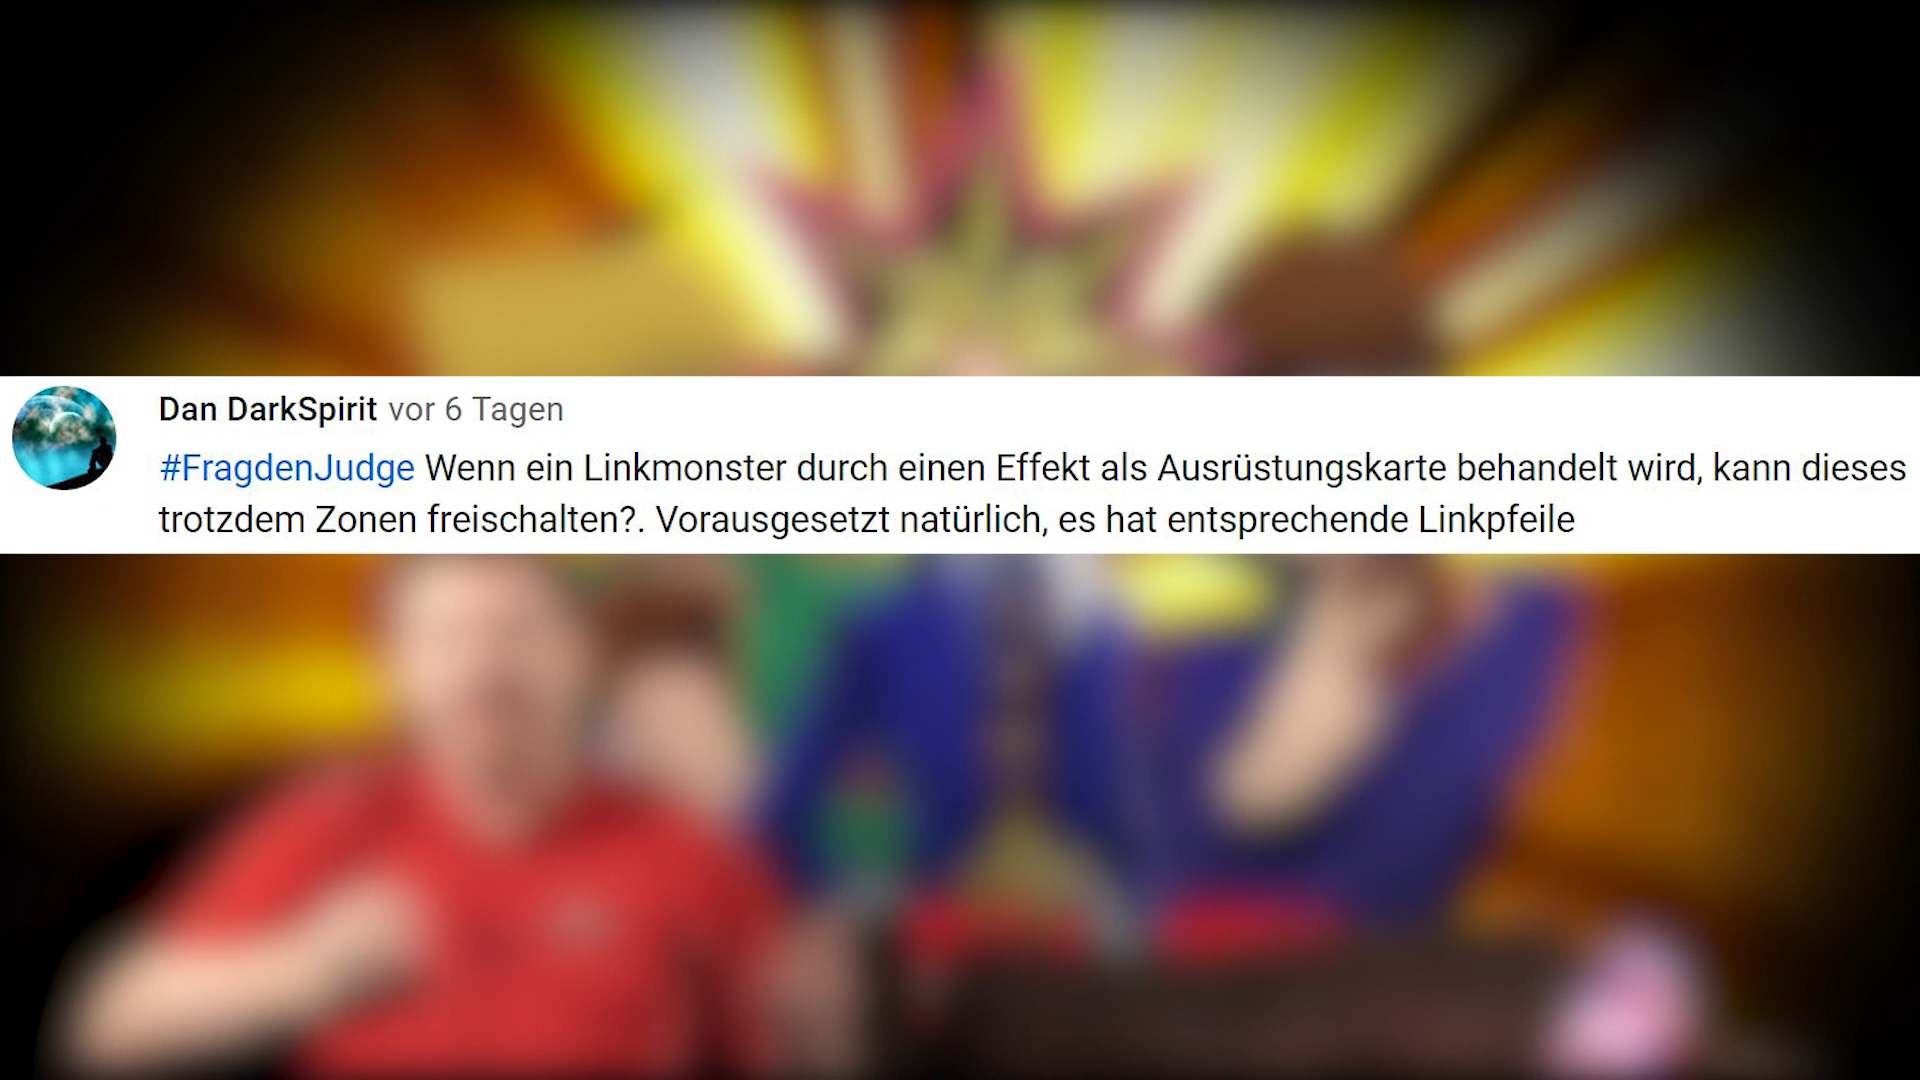 Dan DarkSpirit vor 6 Tagen
#FragdenJudge Wenn ein Linkmonster durch einen Effekt als Ausrüstungskarte behandelt wird, kann dieses
trotzdem Zonen freischalten?. Vorausgesetzt natürlich, es hat entsprechende Linkpfeile